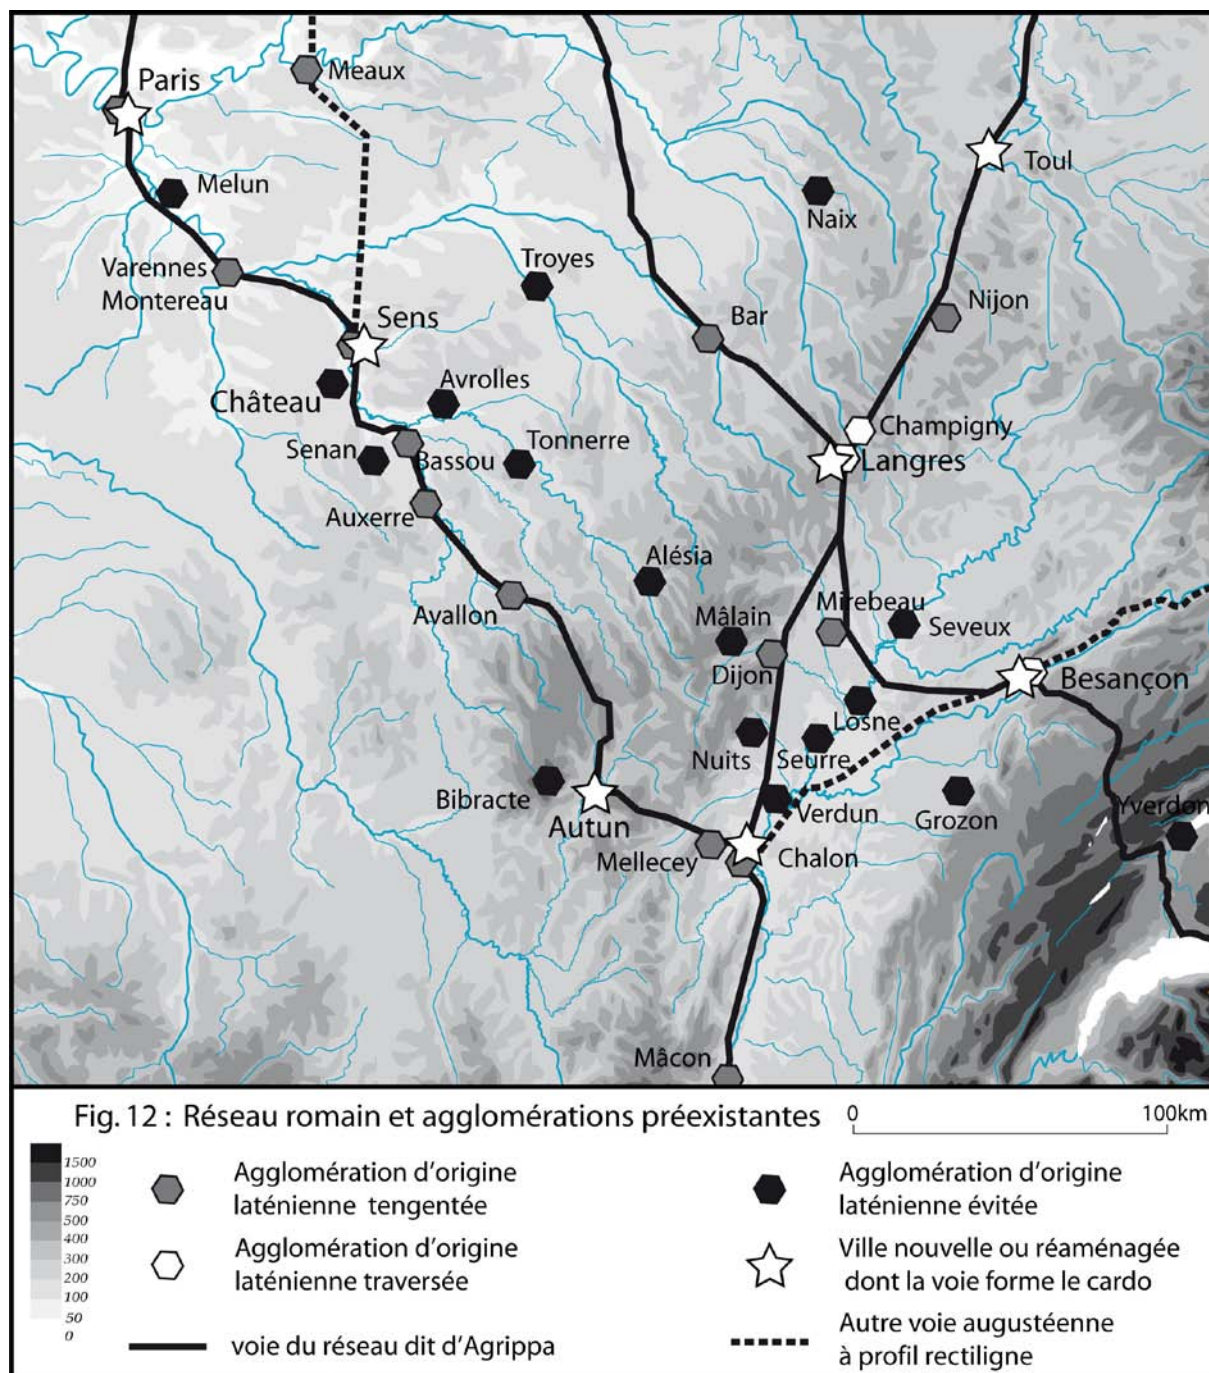 Paris
Meaux
Melun
Toul
Naix
Varennes
Montereau
Troyes
Sens
Bar
Nijon
Château
Avrolles
Champigny
Senan
Bassou
Tonnerre
Langres
Auxerre
Alésia
Avallon
Mâlain
Mirebeau
Seveux
Dijon
Besançon
Losne
Nuits
Seurre
Bibracte
Verdun
Grozon
Yverdon
Autun
Mellecey
Chalon
Mâcon
Fig. 12 : Réseau romain et agglomérations préexistantes
0 100km
1500
1000
750
500
400
300
200
100
50
0
Agglomération d'origine
laténienne tengentée
Agglomération d'origine
laténienne traversée
voie du réseau dit d'Agrippa
Agglomération d'origine
laténienne évitée
Ville nouvelle ou réaménagée
dont la voie forme le cardo
Autre voie augustéenne
à profil rectiligne